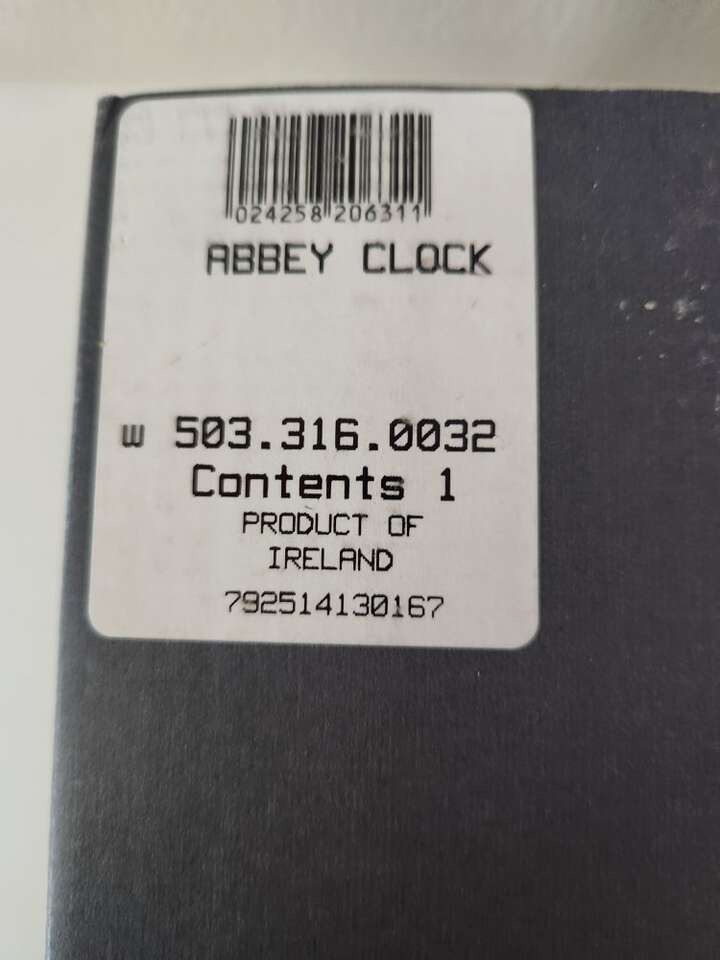 024258 206311
ABBEY CLOCK
w 503.316.0032
Contents 1
PRODUCT OF
IRELAND
792514130167